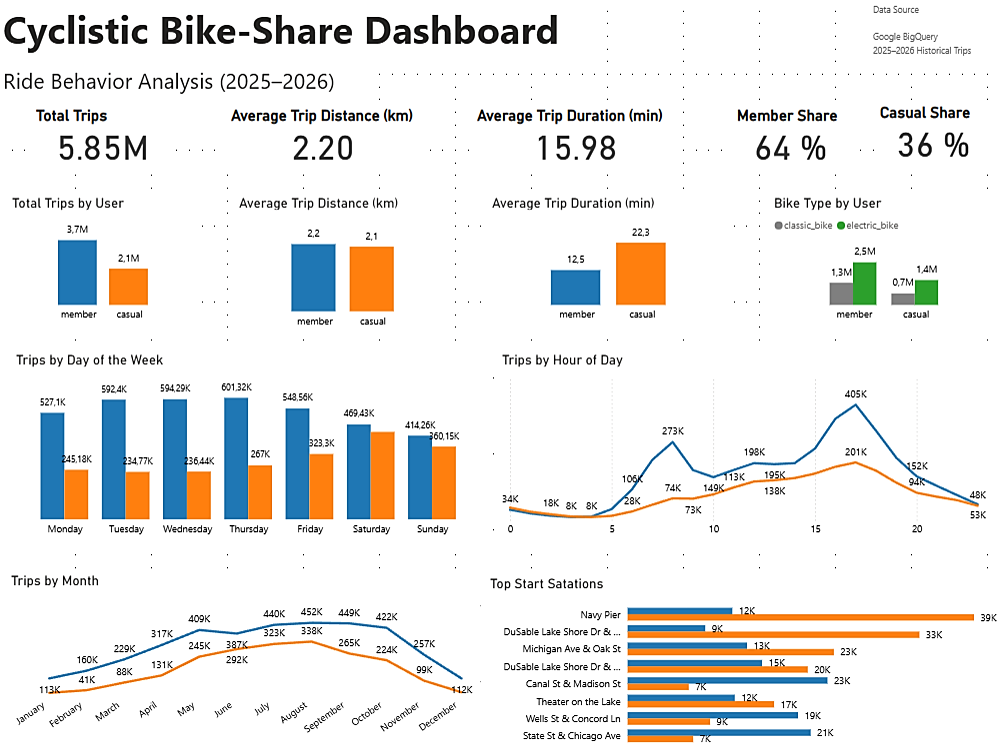 Cyclistic Bike-Share Dashboard
Data Source
Google BigQuery
2025–2026 Historical Trips
Ride Behavior Analysis (2025–2026)
Total Trips
5.85M
Average Trip Distance (km)
2.20
Average Trip Duration (min)
15.98
Member Share
64 %
Casual Share
36 %
Total Trips by User
3,7M
2,1M
member casual
Average Trip Distance (km)
2,2
2,1
member casual
Average Trip Duration (min)
12,5
22,3
member casual
Bike Type by User
classic_bike electric_bike
1,3M
2,5M
0,7M
1,4M
member casual
Trips by Day of the Week
527,1K
245,18K
592,4K
234,77K
594,29K
236,44K
601,32K
267K
548,56K
323,3K
469,43K
414,26K
360,15K
Monday Tuesday Wednesday Thursday Friday Saturday Sunday
Trips by Hour of Day
34K
18K
8K
8K
106K
28K
273K
74K
73K
149K
113K
198K
195K
138K
405K
201K
152K
94K
48K
53K
0 5 10 15 20
Trips by Month
113K
160K
41K
229K
88K
317K
131K
409K
245K
387K
292K
440K
323K
452K
338K
449K
265K
422K
224K
257K
99K
112K
January February March April May June July August September October November December
Top Start Satations
Navy Pier 12K 39K
DuSable Lake Shore Dr & ... 9K 33K
Michigan Ave & Oak St 13K 23K
DuSable Lake Shore Dr & ... 15K 20K
Canal St & Madison St 23K 7K
Theater on the Lake 12K 17K
Wells St & Concord Ln 19K 9K
State St & Chicago Ave 21K 7K